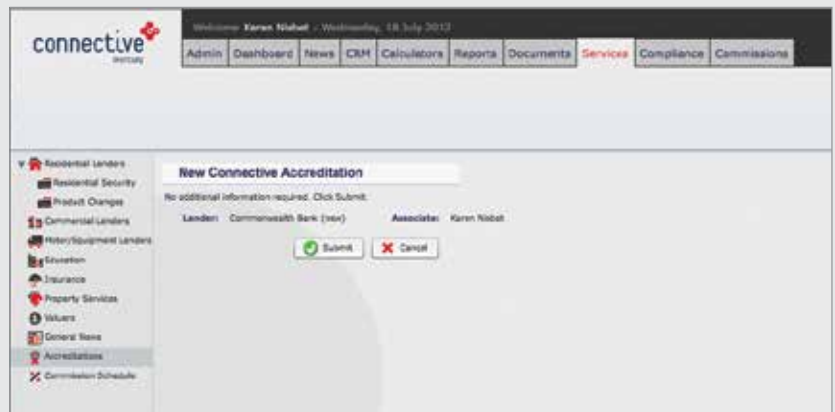 connective
mercury
Welcome Karen Nisbet - Wednesday, 18 July 2012
Admin Dashboard News CRM Calculators Reports Documents Services Compliance Commissions
Residential Lenders
Residential Security
Product Changes
Commercial Lenders
Motor/Equipment Lenders
Education
Insurance
Property Services
Valuers
General News
Accreditations
Commission Schedule
New Connective Accreditation
No additional information required. Click Submit.
Lender: Commonwealth Bank (new) Associate: Karen Nisbet
Submit Cancel